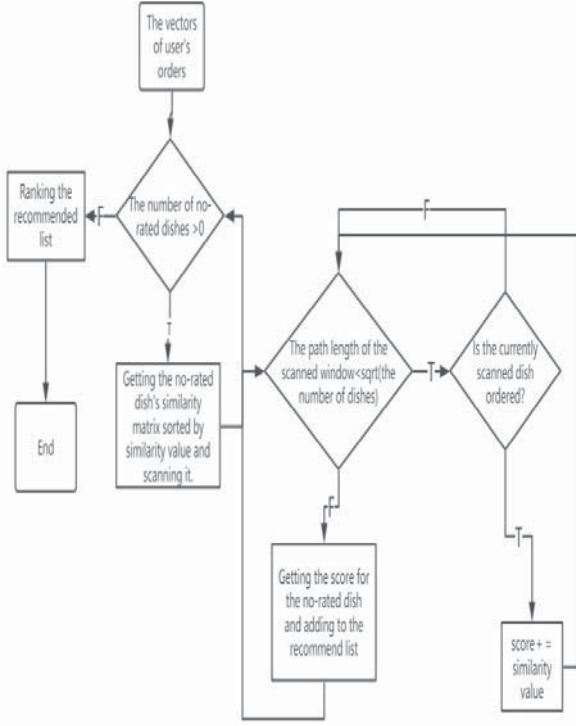 The vectors
of user's
orders
Ranking the
recommended
list
F
The number of no-
rated dishes >0
F
T
The path length of the
scanned window<sqrt(the
number of dishes)
T
Is the currently
scanned dish
ordered?
Getting the no-rated
dish's similarity
matrix sorted by
similarity value and
scanning it.
End
F
T
Getting the score for
the no-rated dish
and adding to the
recommend list
score + =
similarity
value